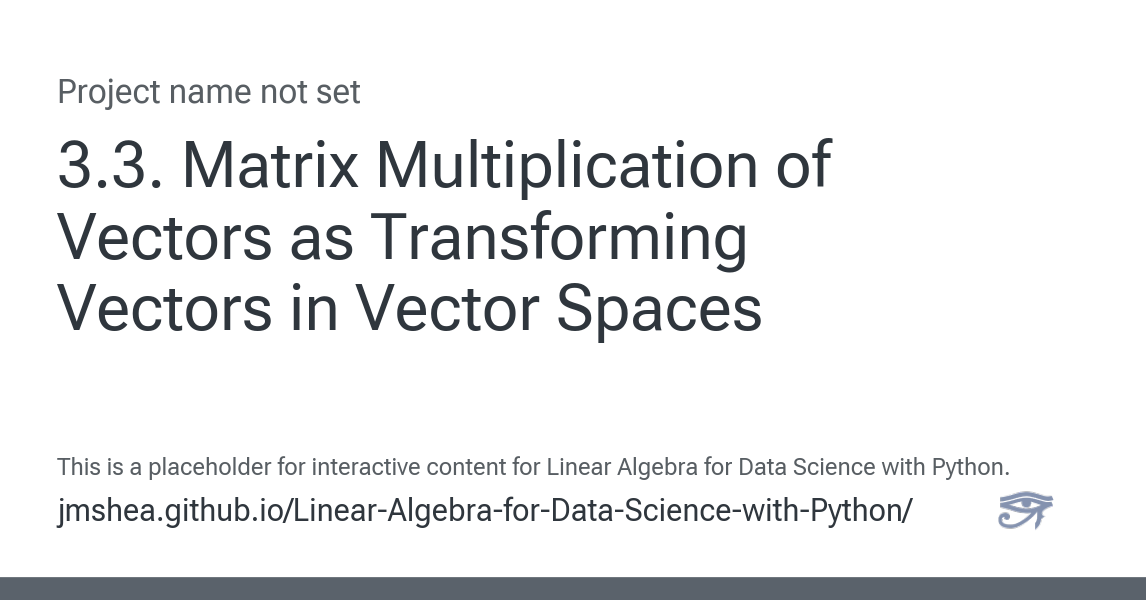 Project name not set
3.3. Matrix Multiplication of
Vectors as Transforming
Vectors in Vector Spaces
This is a placeholder for interactive content for Linear Algebra for Data Science with Python.
jmshea.github.io/Linear-Algebra-for-Data-Science-with-Python/